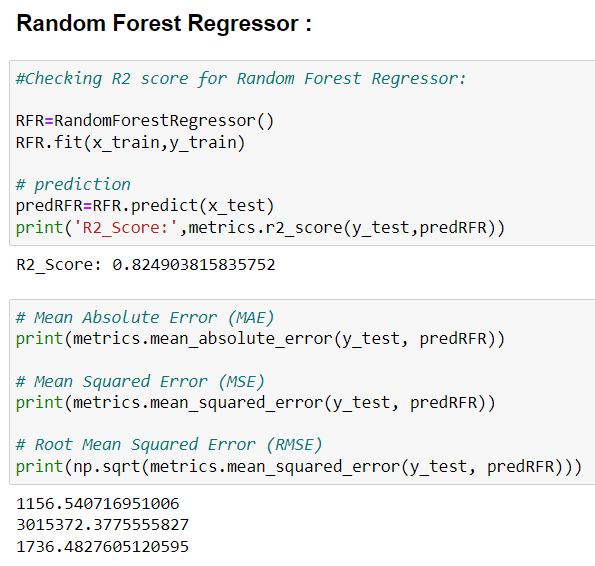 Random Forest Regressor :
#Checking R2 score for Random Forest Regressor:
RFR=RandomForestRegressor()
RFR.fit(x_train,y_train)
# prediction
predRFR=RFR.predict(x_test)
print('R2_Score:',metrics.r2_score(y_test,predRFR))
R2_Score: 0.824903815835752
# Mean Absolute Error (MAE)
print(metrics.mean_absolute_error(y_test, predRFR))
# Mean Squared Error (MSE)
print(metrics.mean_squared_error(y_test, predRFR))
# Root Mean Squared Error (RMSE)
print(np.sqrt(metrics.mean_squared_error(y_test, predRFR)))
1156.540716951006
3015372.3775555827
1736.4827605120595